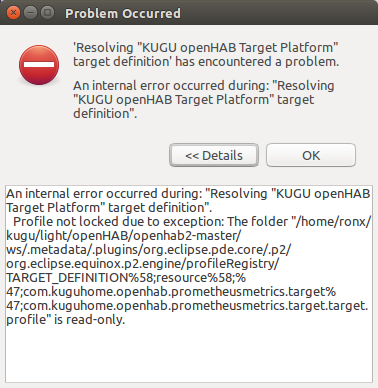 Problem Occurred
'Resolving "KUGU openHAB Target Platform"
target definition' has encountered a problem.
An internal error occurred during: "Resolving
"KUGU openHAB Target Platform" target
definition".
<< Details
OK
An internal error occurred during: "Resolving "KUGU openHAB
Target Platform" target definition".
Profile not locked due to exception: The folder "/home/ronx/
kugu/light/openHAB/openhab2-master/
ws/.metadata/.plugins/org.eclipse.pde.core/.p2/
org.eclipse.equinox.p2.engine/profileRegistry/
TARGET_DEFINITION%58;resource%58;%
47;com.kuguhome.openhab.prometheusmetrics.target%
47;com.kuguhome.openhab.prometheusmetrics.target.target.
profile" is read-only.